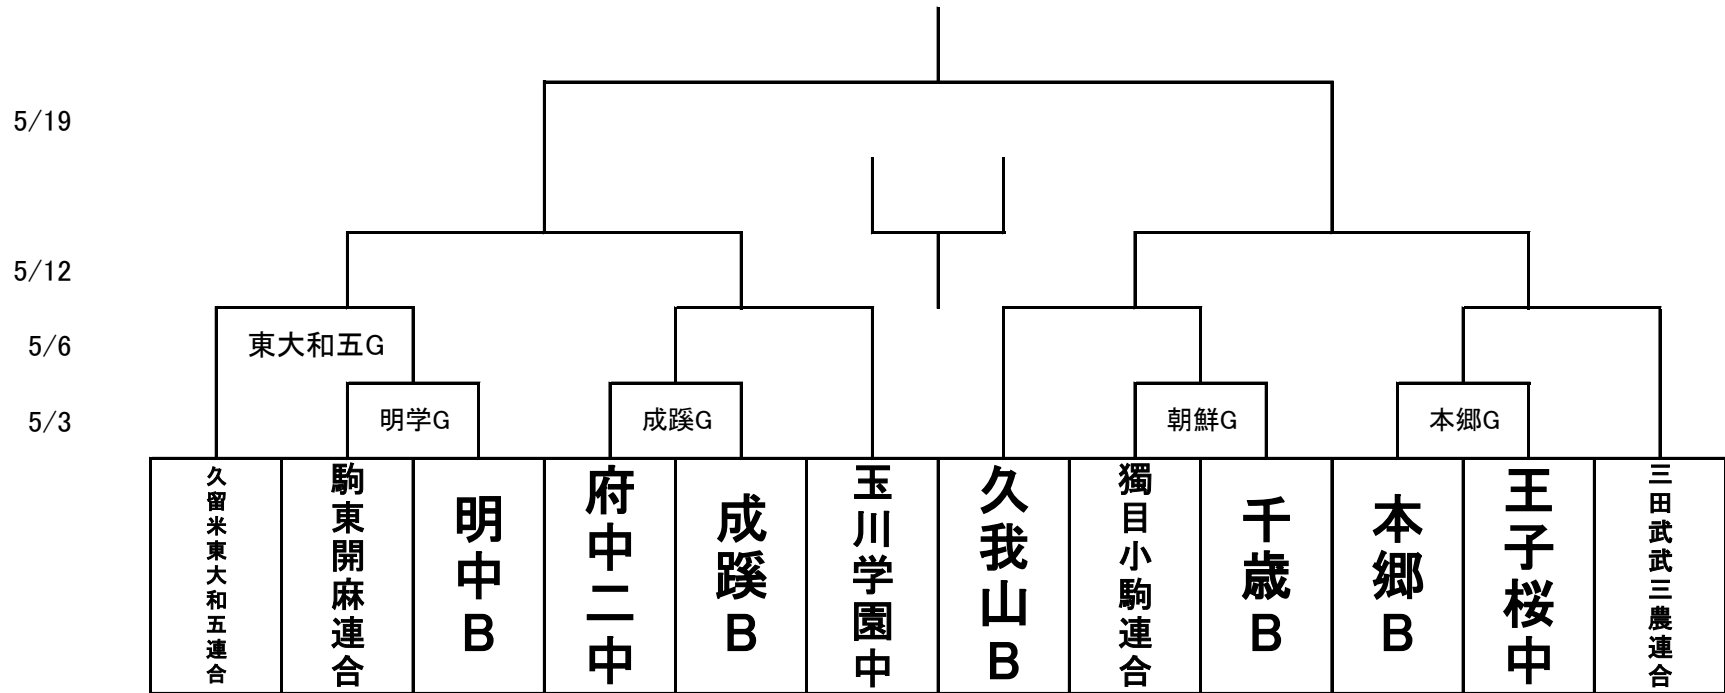 5/19
5/12
5/6
東大和五G
5/3
明学G
成蹊G
朝鮮G
本郷G
久留米東大和五連合
駒東開麻連合
明中B
府中二中
成蹊B
玉川学園中
久我山B
獨目小駒連合
千歳B
本郷B
王子桜中
三田武武三農連合